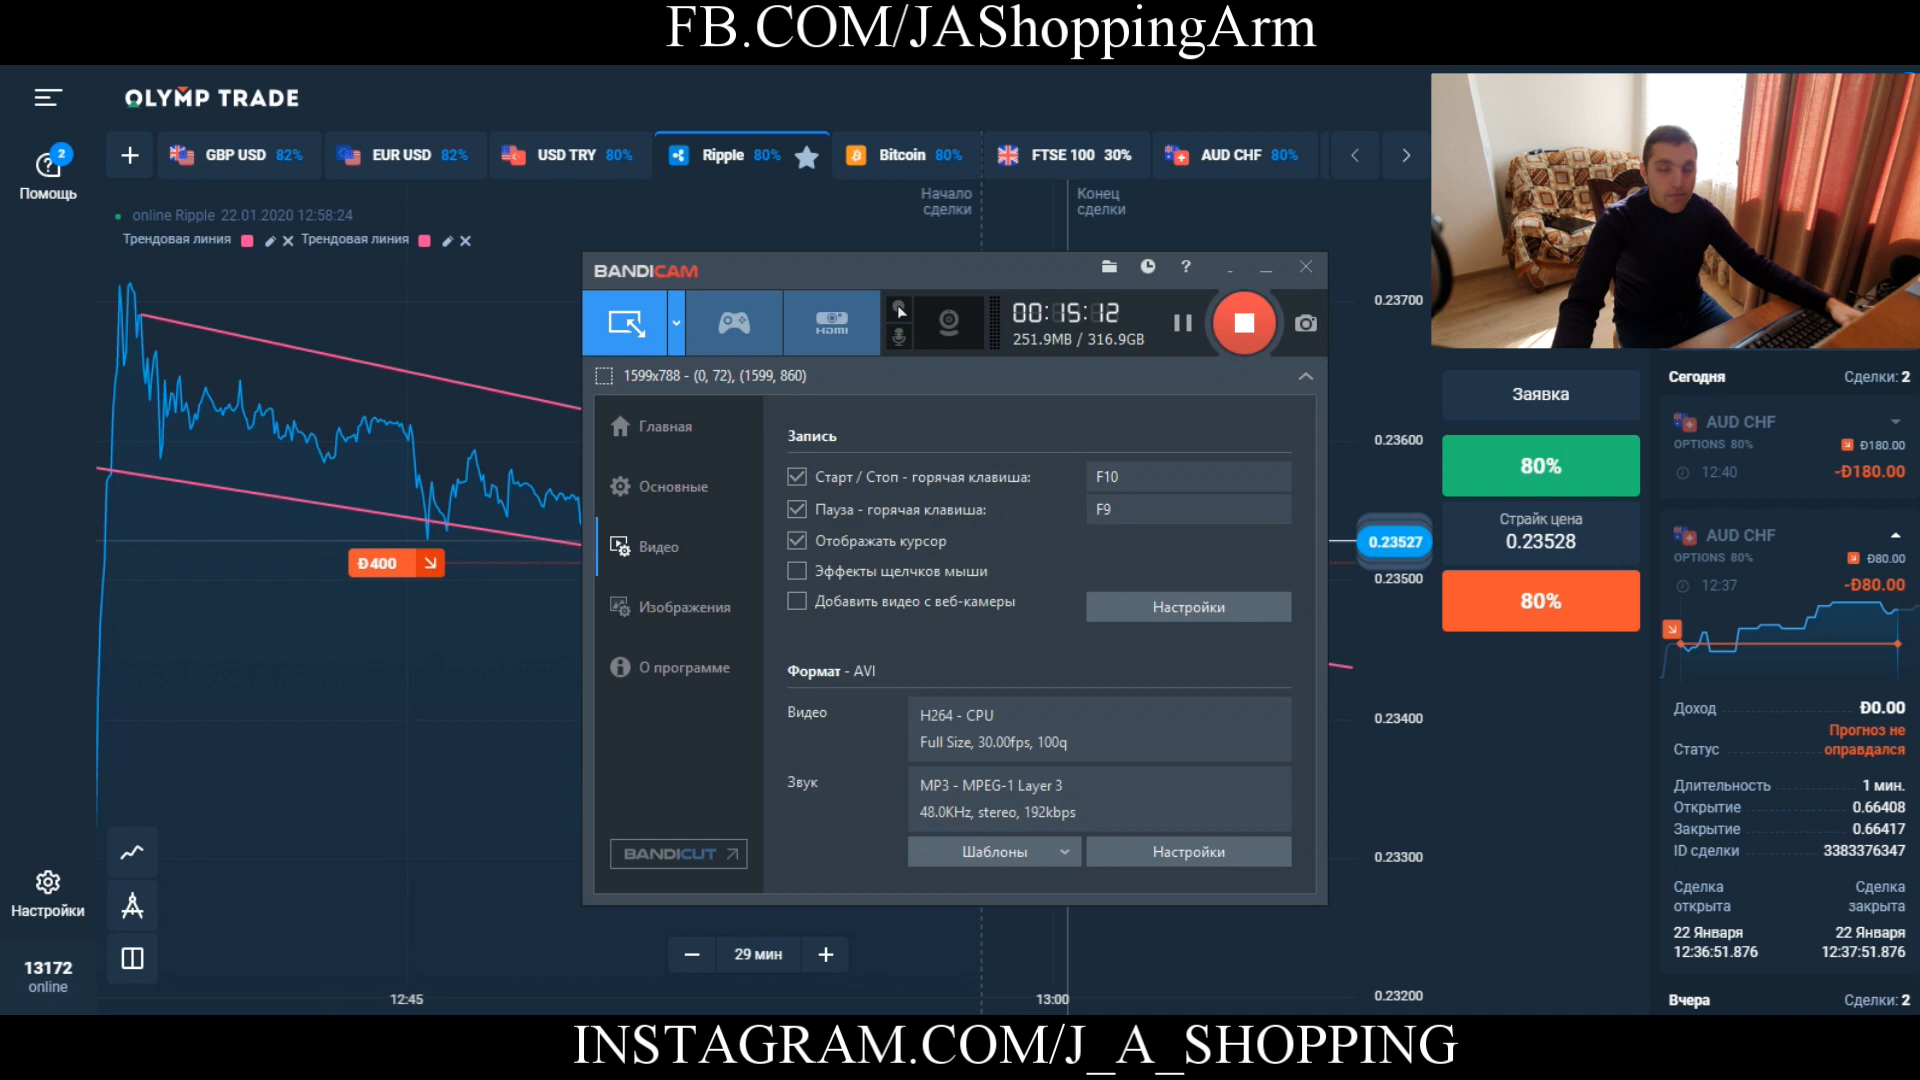 FB.COM/JAShoppingArm
OLYMP TRADE
2
Помощь
GBP USD 82%
EUR USD 82%
USD TRY 80%
Ripple 80%
Bitcoin 80%
FTSE 100 30%
AUD CHF 80%
online Ripple 22.01.2020 12:58:24
Трендовая линия
Трендовая линия
Начало
сделки
Конец
сделки
Đ400
BANDICAM
HDMI
00:15:12
251.9MB / 316.9GB
1599x788 - (0, 72), (1599, 860)
Главная
Основные
Видео
Изображения
О программе
BANDICUT
Запись
Старт / Стоп - горячая клавиша:
F10
Пауза - горячая клавиша:
F9
Отображать курсор
Эффекты щелчков мыши
Добавить видео с веб-камеры
Настройки
Формат - AVI
Видео
H264 - CPU
Full Size, 30.00fps, 100q
Звук
MP3 - MPEG-1 Layer 3
48.0KHz, stereo, 192kbps
Шаблоны
Настройки
0.23700
0.23600
0.23527
0.23500
0.23400
0.23300
0.23200
Заявка
80%
Страйк цена
0.23528
80%
Сегодня
Сделки: 2
AUD CHF
OPTIONS 80%
Đ180.00
12:40
-Đ180.00
AUD CHF
OPTIONS 80%
Đ80.00
12:37
-Đ80.00
Доход
Đ0.00
Статус
Прогноз не
оправдался
Длительность
1 мин.
Открытие
0.66408
Закрытие
0.66417
ID сделки
3383376347
Сделка
открыта
Сделка
закрыта
22 Января
12:36:51.876
22 Января
12:37:51.876
Вчера
Сделки: 2
Настройки
13172
online
29 мин
12:45
13:00
INSTAGRAM.COM/J_A_SHOPPING